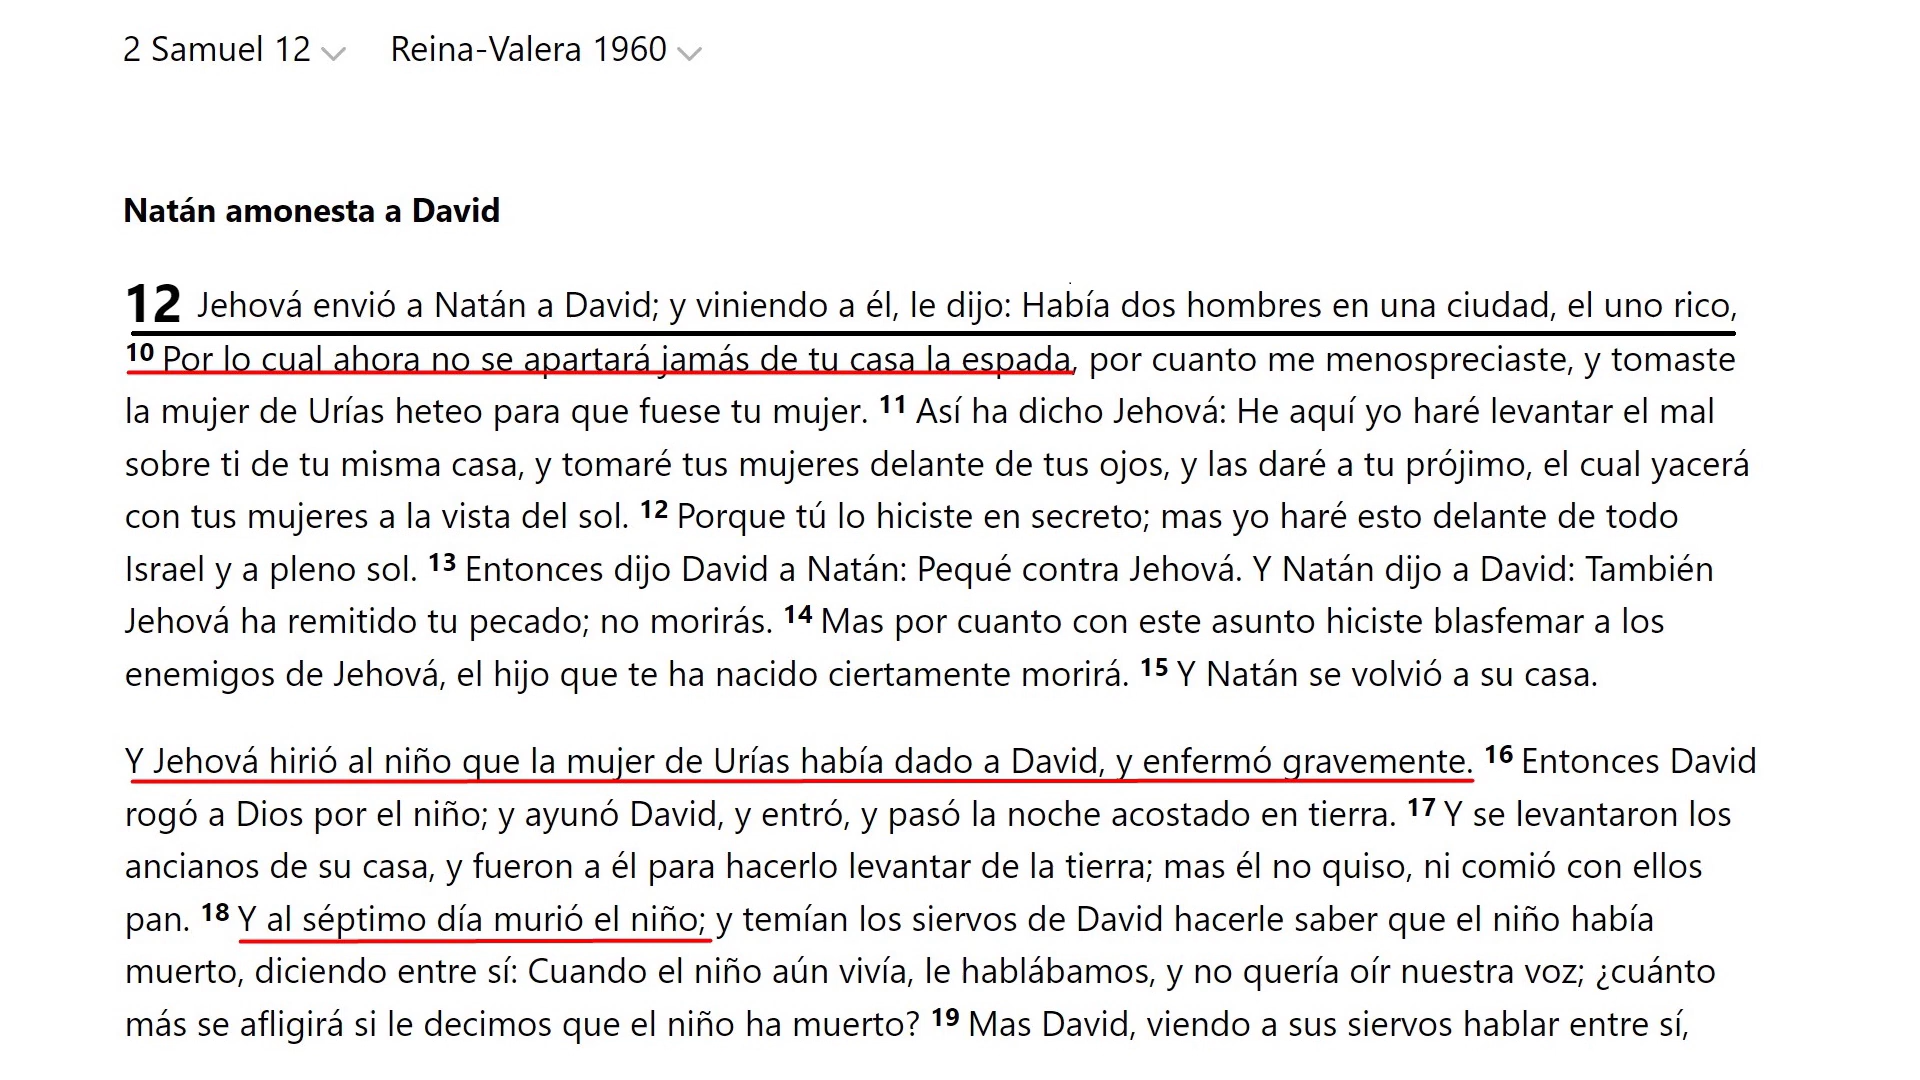 2 Samuel 12 Reina-Valera 1960
Natán amonesta a David
12 Jehová envió a Natán a David; y viniendo a él, le dijo: Había dos hombres en una ciudad, el uno rico,
10 Por lo cual ahora no se apartará jamás de tu casa la espada, por cuanto me menospreciaste, y tomaste
la mujer de Urías heteo para que fuese tu mujer. 11 Así ha dicho Jehová: He aquí yo haré levantar el mal
sobre ti de tu misma casa, y tomaré tus mujeres delante de tus ojos, y las daré a tu prójimo, el cual yacerá
con tus mujeres a la vista del sol. 12 Porque tú lo hiciste en secreto; mas yo haré esto delante de todo
Israel y a pleno sol. 13 Entonces dijo David a Natán: Pequé contra Jehová. Y Natán dijo a David: También
Jehová ha remitido tu pecado; no morirás. 14 Mas por cuanto con este asunto hiciste blasfemar a los
enemigos de Jehová, el hijo que te ha nacido ciertamente morirá. 15 Y Natán se volvió a su casa.
Y Jehová hirió al niño que la mujer de Urías había dado a David, y enfermó gravemente. 16 Entonces David
rogó a Dios por el niño; y ayunó David, y entró, y pasó la noche acostado en tierra. 17 Y se levantaron los
ancianos de su casa, y fueron a él para hacerlo levantar de la tierra; mas él no quiso, ni comió con ellos
pan. 18 Y al séptimo día murió el niño; y temían los siervos de David hacerle saber que el niño había
muerto, diciendo entre sí: Cuando el niño aún vivía, le hablábamos, y no quería oír nuestra voz; ¿cuánto
más se afligirá si le decimos que el niño ha muerto? 19 Mas David, viendo a sus siervos hablar entre sí,